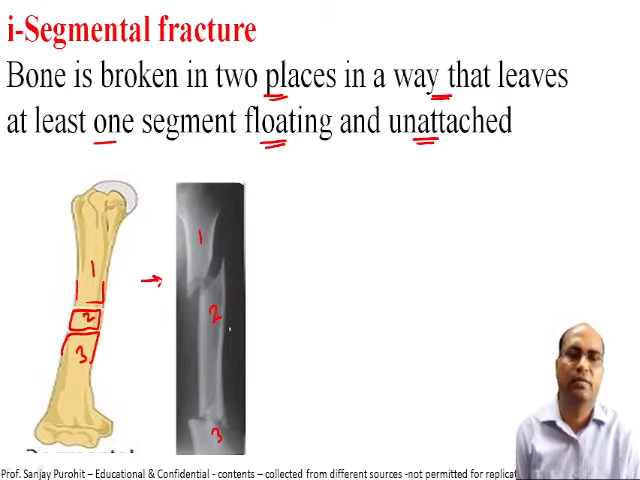 i-Segmental fracture
Bone is broken in two places in a way that leaves
at least one segment floating and unattached
1
1
2
2
3
3
Segmental
Prof. Sanjay Purohit – Educational & Confidential - contents – collected from different sources -not permitted for replicat